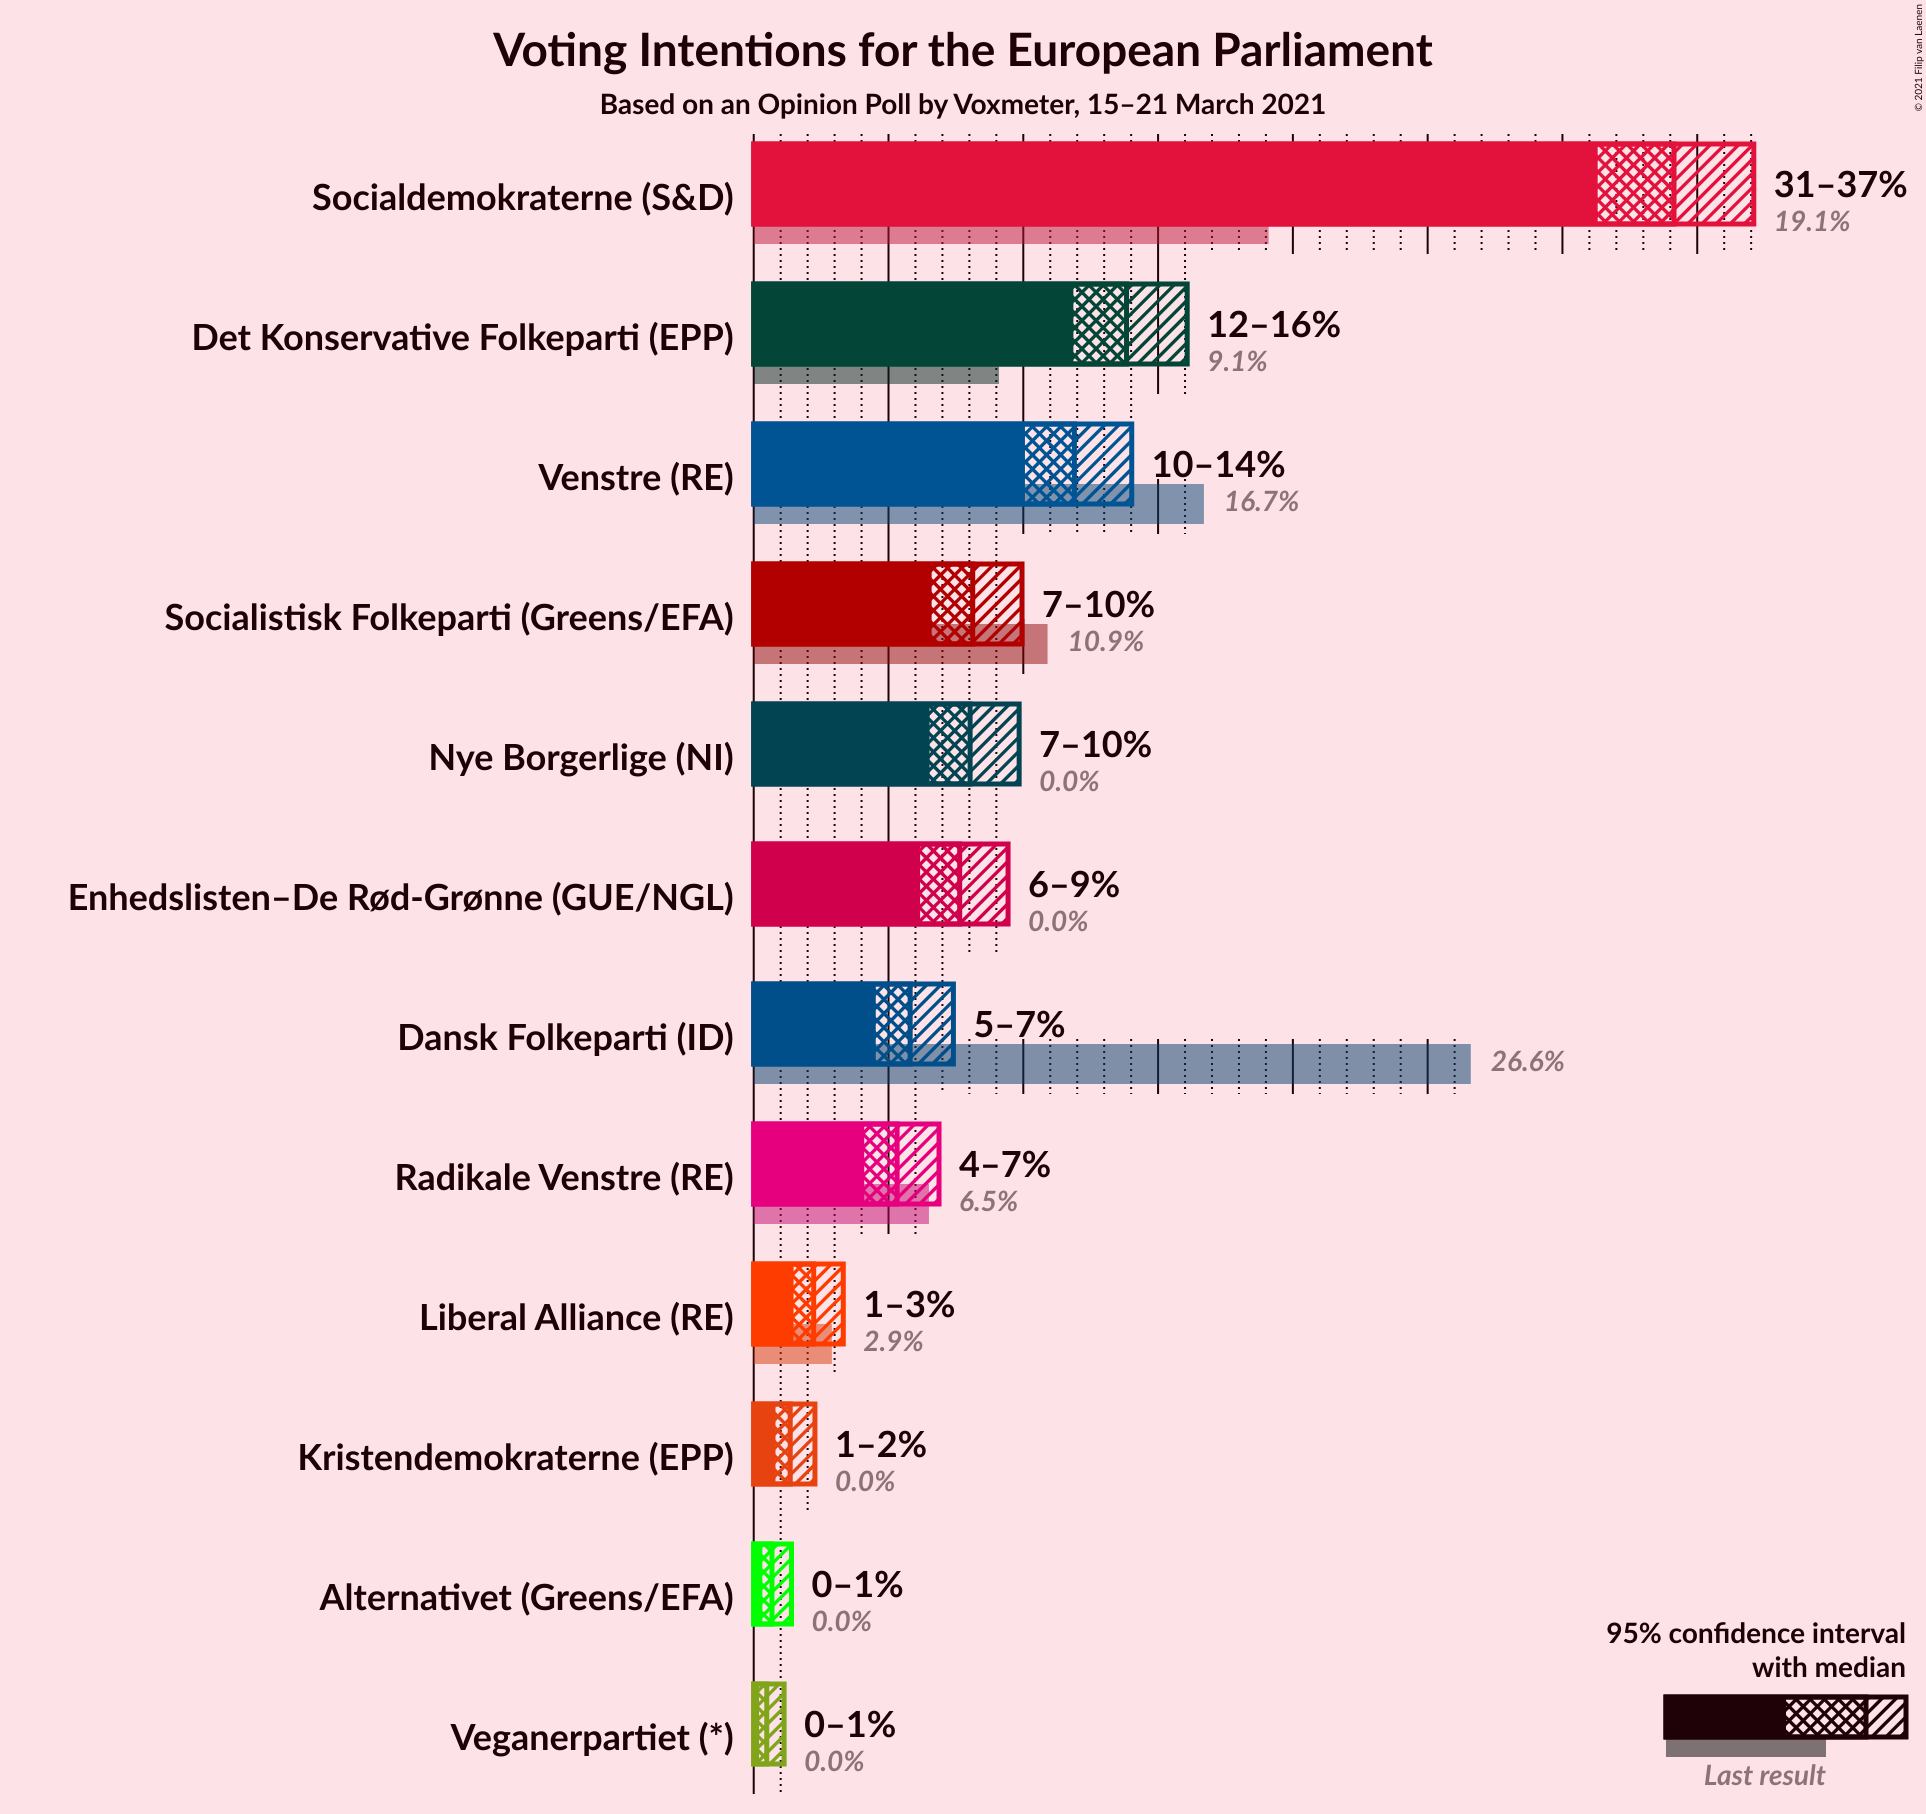 Voting Intentions for the European Parliament
Based on an Opinion Poll by Voxmeter, 15–21 March 2021
© 2021 Filip van Laenen
Socialdemokraterne (S&D)
31–37%
19.1%
Det Konservative Folkeparti (EPP)
12–16%
9.1%
Venstre (RE)
10–14%
16.7%
Socialistisk Folkeparti (Greens/EFA)
7–10%
10.9%
Nye Borgerlige (NI)
7–10%
0.0%
Enhedslisten–De Rød-Grønne (GUE/NGL)
6–9%
0.0%
Dansk Folkeparti (ID)
5–7%
26.6%
Radikale Venstre (RE)
4–7%
6.5%
Liberal Alliance (RE)
1–3%
2.9%
Kristendemokraterne (EPP)
1–2%
0.0%
Alternativet (Greens/EFA)
0–1%
0.0%
Veganerpartiet (*)
0–1%
0.0%
95% confidence interval
with median
Last result